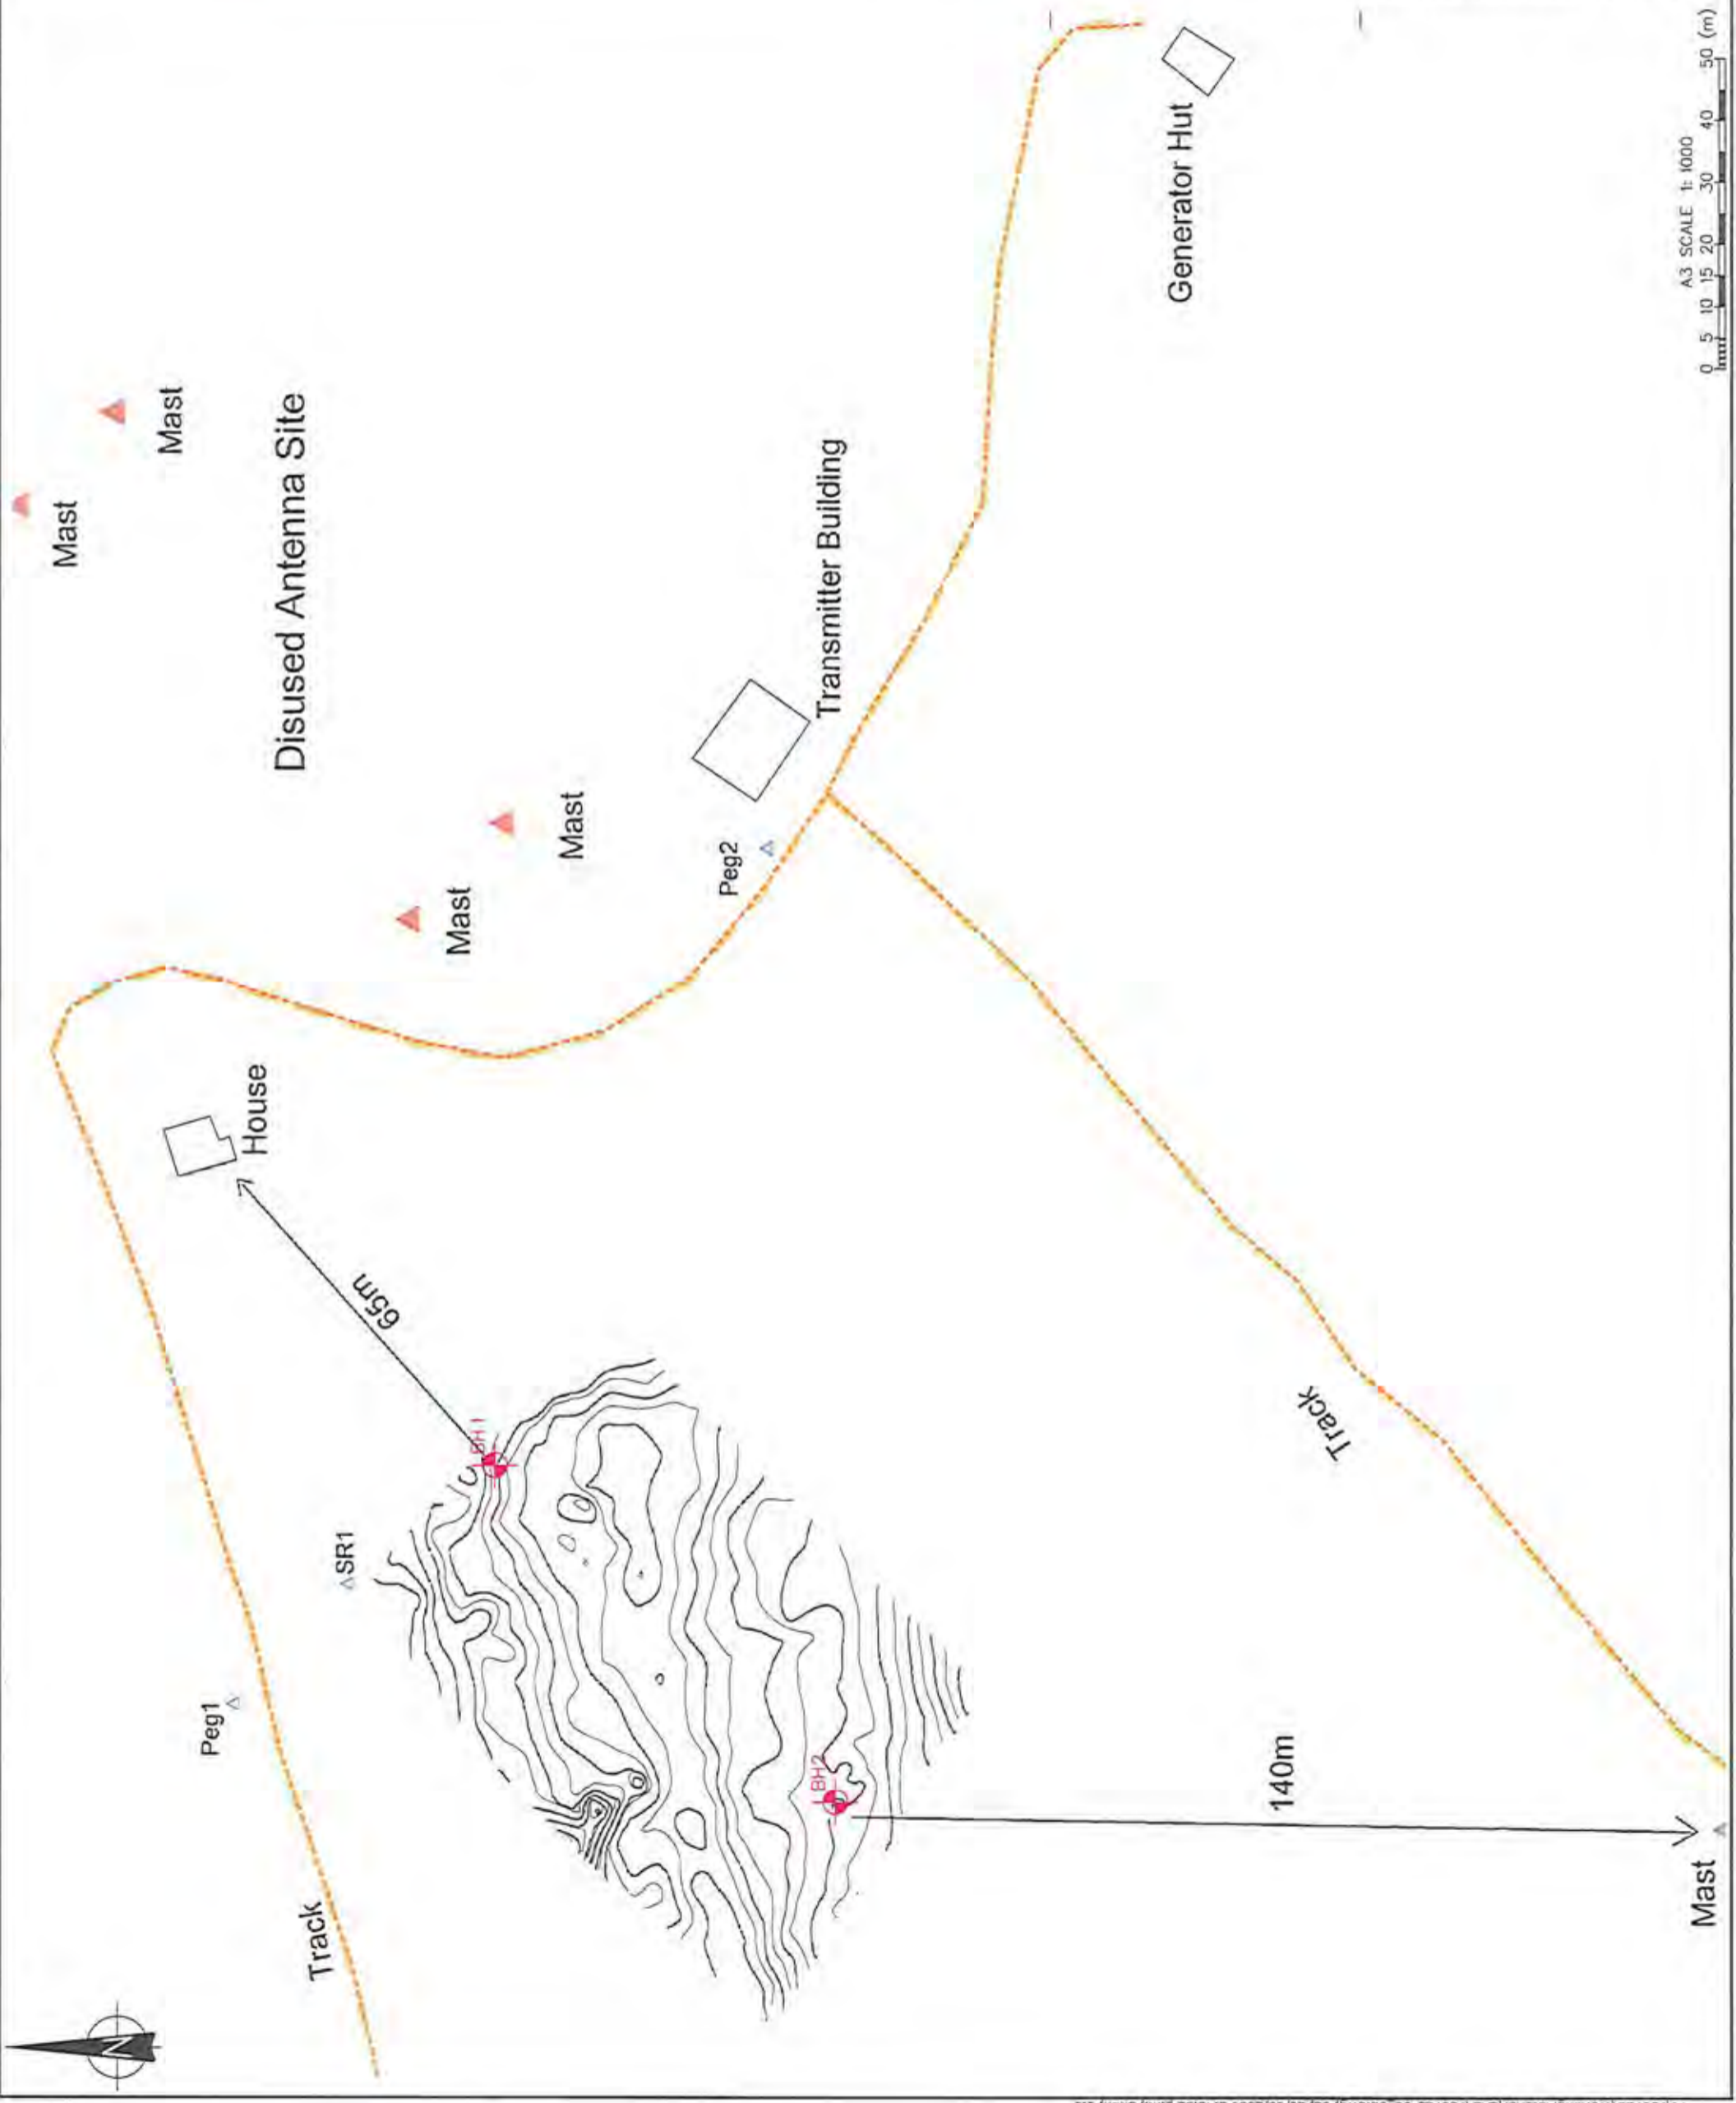 Mast
Mast
Disused Antenna Site
Mast
Mast
House
65m
Peg2
Transmitter Building
Generator Hut
BH1
SR1
Peg1
Track
N
BH2
140m
Track
Mast
A3 SCALE 1: 1000
0 5 10 15 20 30 40 50 (m)